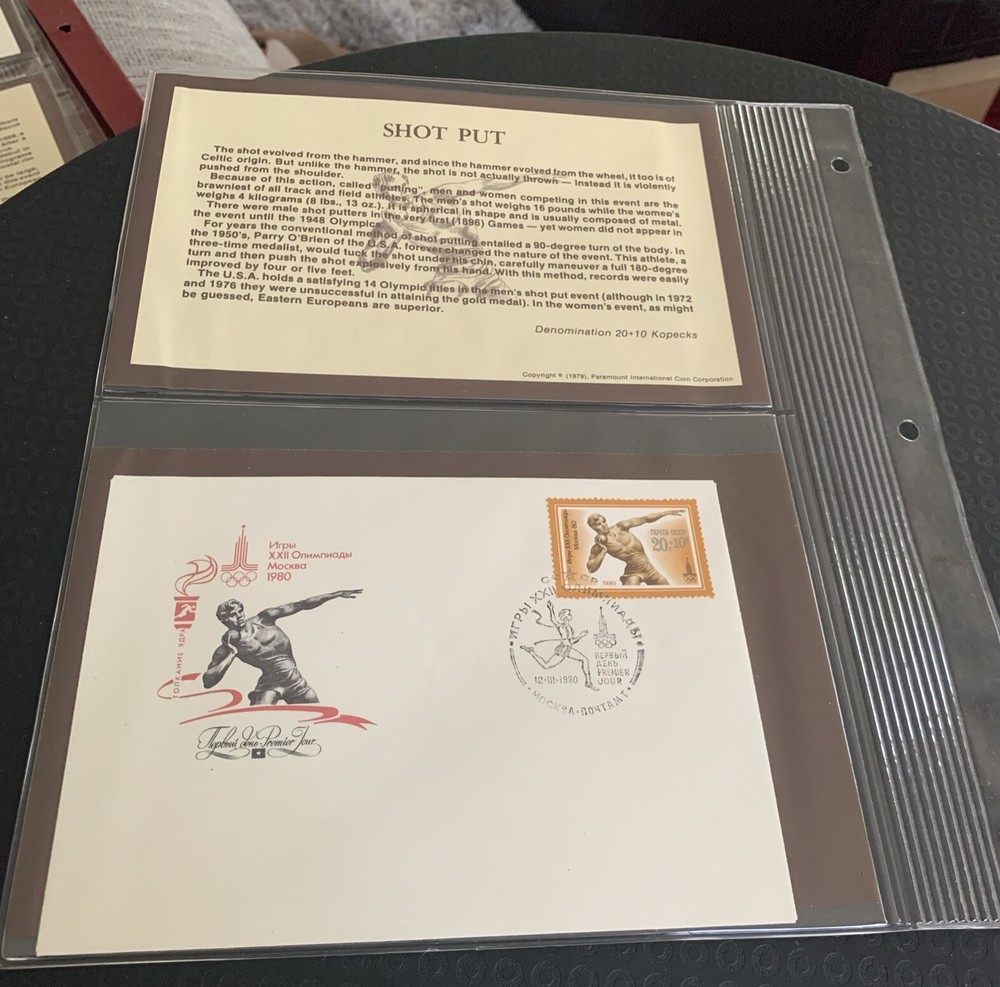 SHOT PUT
The shot evolved from the hammer, and since the hammer evolved from the wheel, it too is of
Celtic origin. But unlike the hammer, the shot is not actually thrown — instead it is violently
pushed from the shoulder.
Because of this action, called "putting", men and women competing in this event are the
brawniest of all track and field athletes. The men's shot weighs 16 pounds while the women's
weighs 4 kilograms (8 lbs., 13 oz.). It is spherical in shape and is usually composed of metal.
There were male shot putters in the very first (1896) Games — yet women did not appear in
the event until the 1948 Olympics.
For years the conventional method of shot putting entailed a 90-degree turn of the body. In
the 1950's, Parry O'Brien of the U.S.A. forever changed the nature of the event. This athlete, a
three-time medalist, would tuck the shot under his chin, carefully maneuver a full 180-degree
turn and then push the shot explosively from his hand. With this method, records were easily
improved by four or five feet.
The U.S.A. holds a satisfying 14 Olympic titles in the men's shot put event (although in 1972
and 1976 they were unsuccessful in attaining the gold medal). In the women's event, as might
be guessed, Eastern Europeans are superior.
Denomination 20+10 Kopecks
Copyright © (1979), Paramount International Coin Corporation
Игры
XXII Олимпиады
Москва
1980
ТОЛКАНИЕ ЯДРА
Первый день Premier Jour
Игры XXII Олимпиады
Москва 80
ПОЧТА СССР
20+10к
1980
СССР
ИГРЫ XXII ОЛИМПИАДЫ
ПЕРВЫЙ
ДЕНЬ
PREMIER
JOUR
12-III-1980
МОСКВА-ПОЧТАМТ